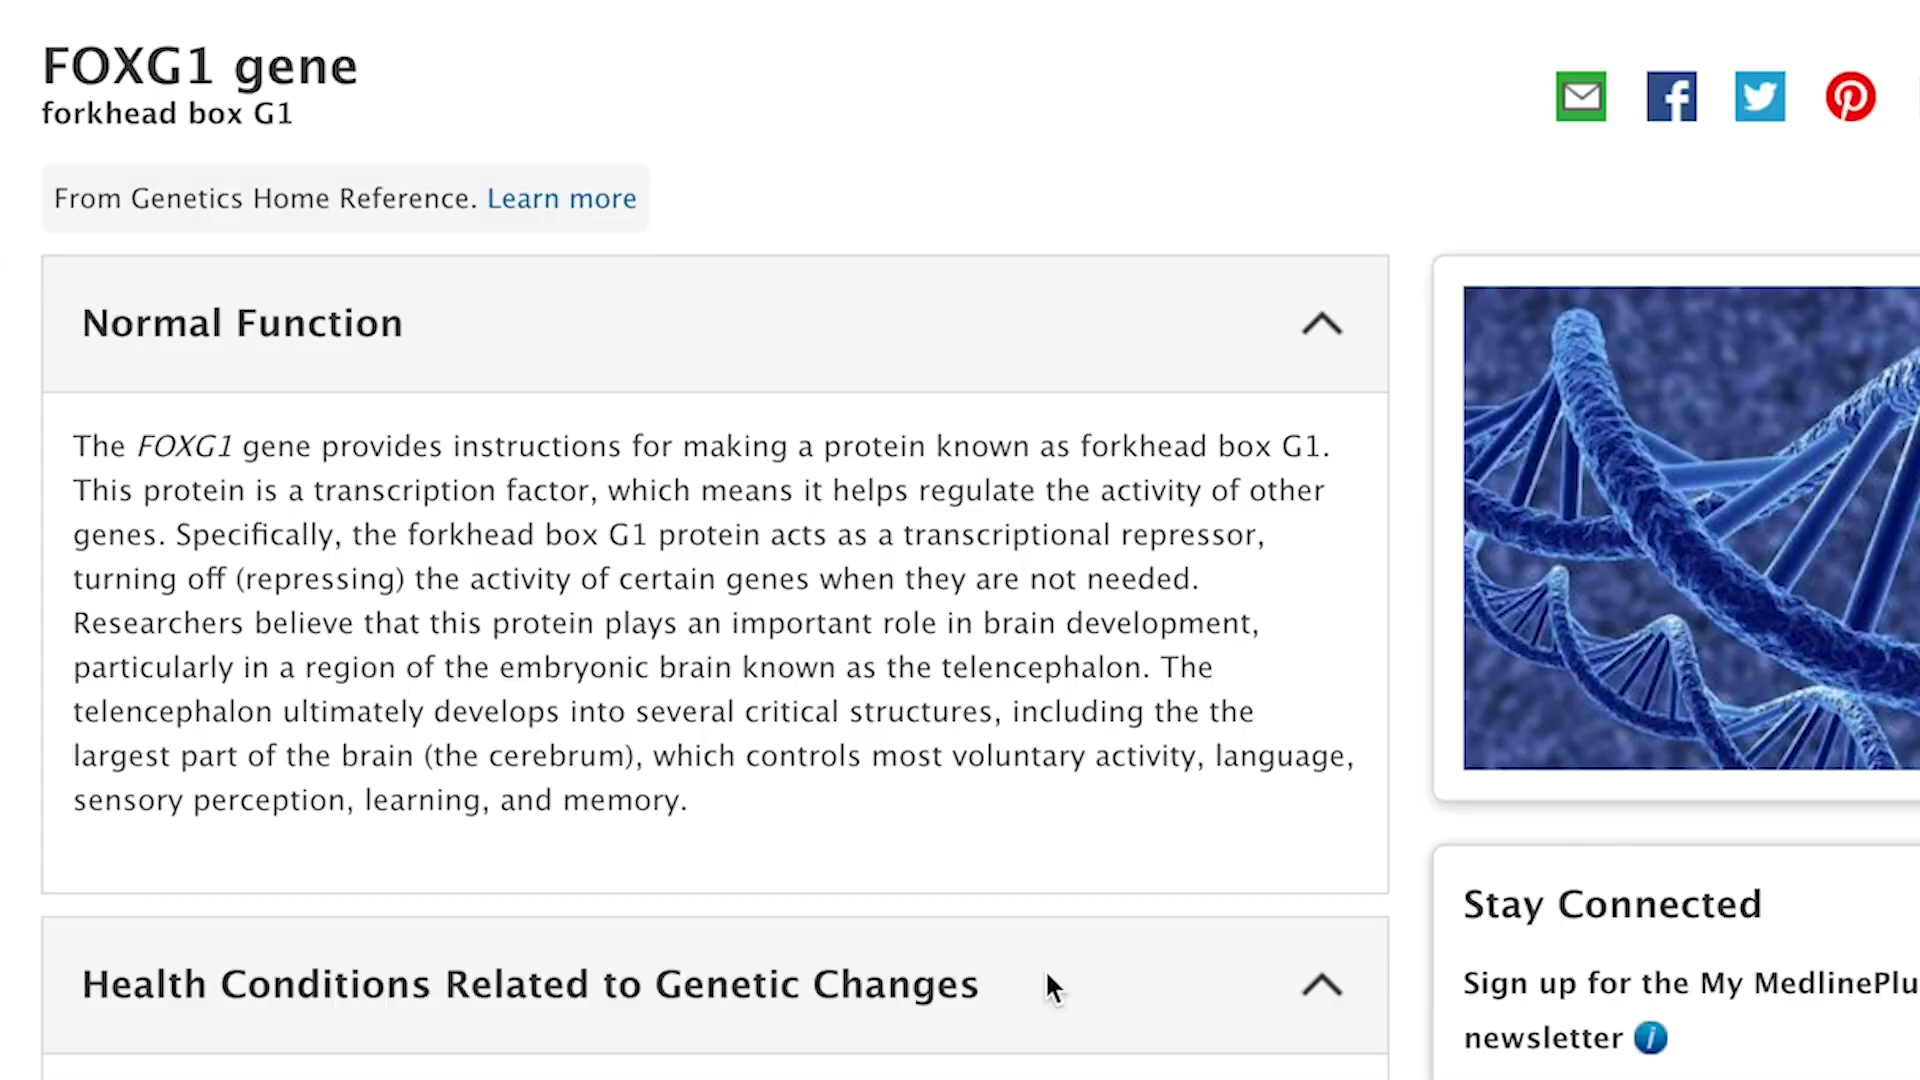 FOXG1 gene
forkhead box G1
From Genetics Home Reference. Learn more
Normal Function
The FOXG1 gene provides instructions for making a protein known as forkhead box G1.
This protein is a transcription factor, which means it helps regulate the activity of other
genes. Specifically, the forkhead box G1 protein acts as a transcriptional repressor,
turning off (repressing) the activity of certain genes when they are not needed.
Researchers believe that this protein plays an important role in brain development,
particularly in a region of the embryonic brain known as the telencephalon. The
telencephalon ultimately develops into several critical structures, including the the
largest part of the brain (the cerebrum), which controls most voluntary activity, language,
sensory perception, learning, and memory.
Health Conditions Related to Genetic Changes
Stay Connected
Sign up for the My MedlinePlu
newsletter